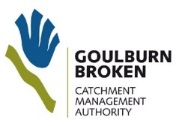 GOULBURN
BROKEN
CATCHMENT
MANAGEMENT
AUTHORITY